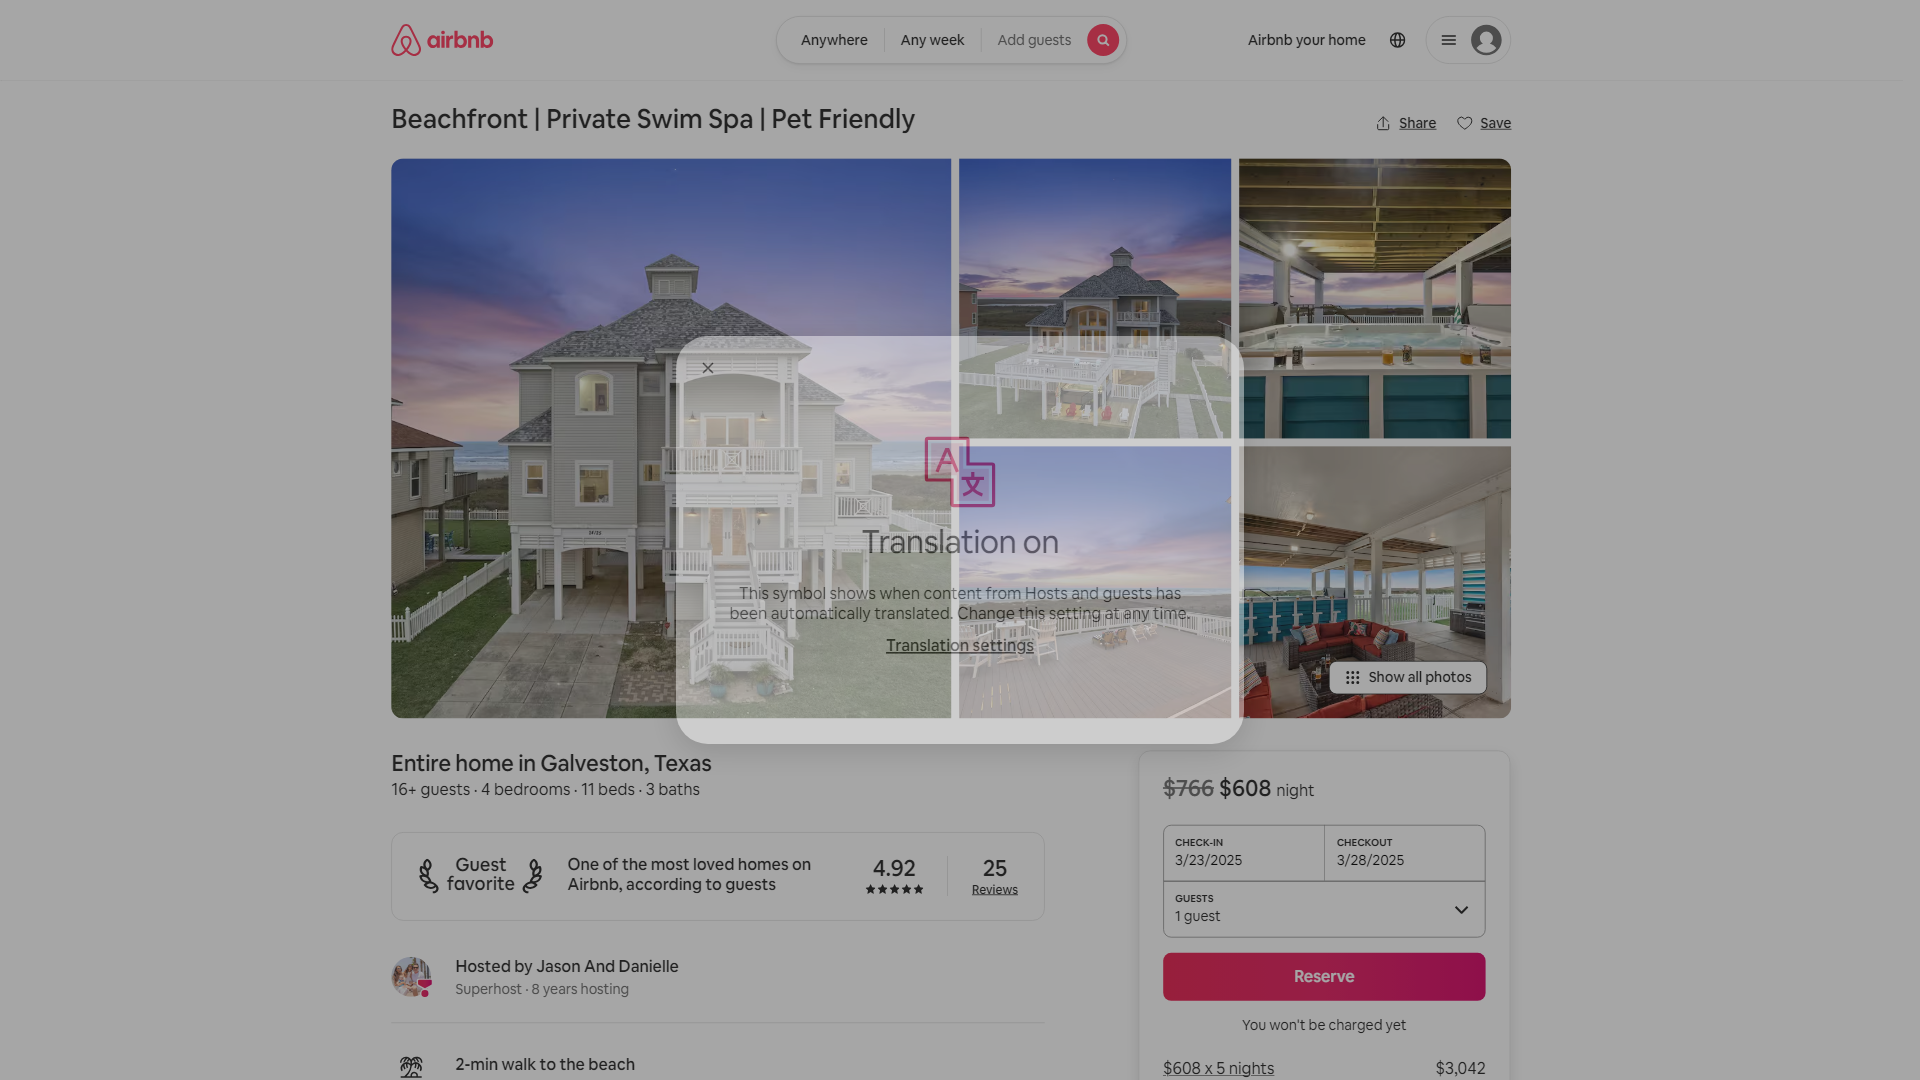 airbnb
Anywhere
Any week
Add guests
Airbnb your home
Beachfront | Private Swim Spa | Pet Friendly
Share
Save
Translation on
This symbol shows when content from Hosts and guests has
been automatically translated. Change this setting at any time.
Translation settings
Show all photos
Entire home in Galveston, Texas
16+ guests · 4 bedrooms · 11 beds · 3 baths
Guest
favorite
One of the most loved homes on
Airbnb, according to guests
4.92
25
Reviews
Hosted by Jason And Danielle
Superhost · 8 years hosting
2-min walk to the beach
$766 $608 night
CHECK-IN
3/23/2025
CHECKOUT
3/28/2025
GUESTS
1 guest
Reserve
You won't be charged yet
$608 x 5 nights
$3,042